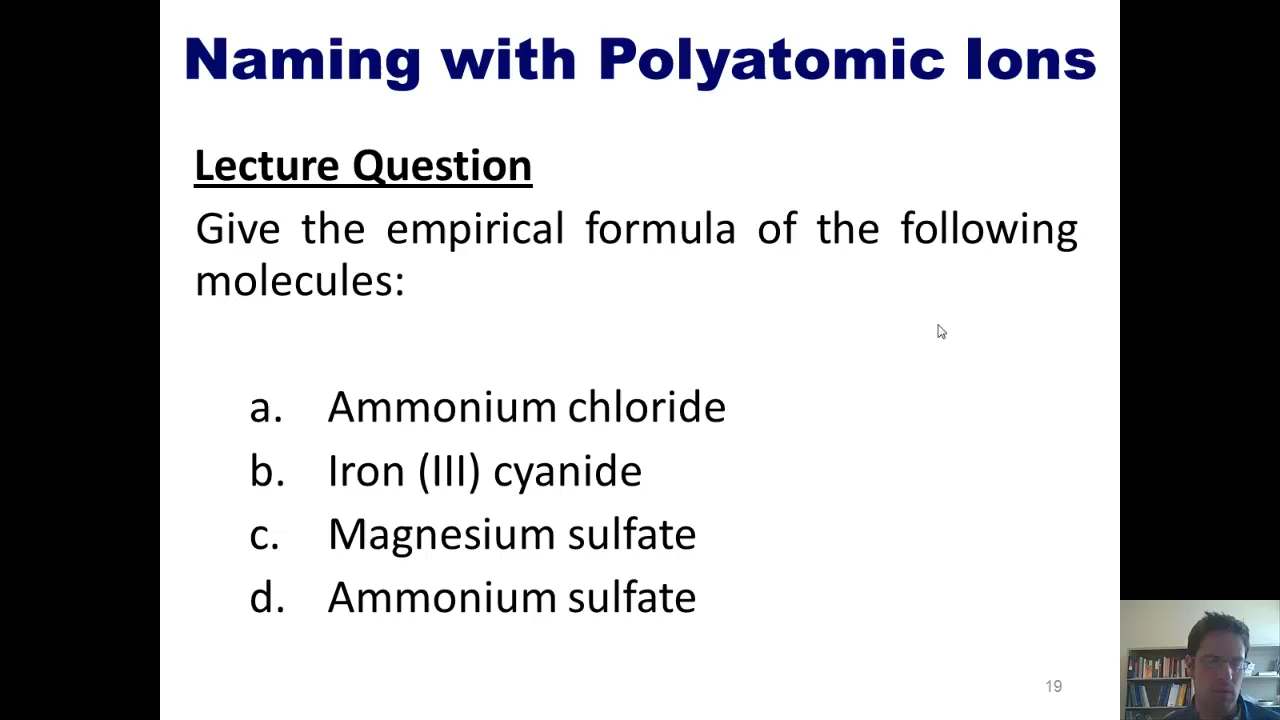 Naming with Polyatomic Ions
Lecture Question
Give the empirical formula of the following
molecules:
a. Ammonium chloride
b. Iron (III) cyanide
c. Magnesium sulfate
d. Ammonium sulfate
19